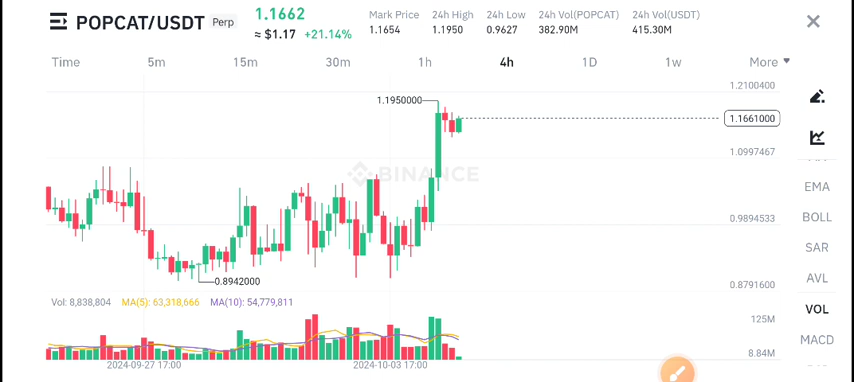 POPCAT/USDT Perp
1.1662
≈ $1.17 +21.14%
Mark Price
1.1654
24h High
1.1950
24h Low
0.9627
24h Vol(POPCAT)
382.90M
24h Vol(USDT)
415.30M
Time 5m 15m 30m 1h 4h 1D 1w More
1.2100400
1.1950000
1.1661000
1.0997467
BINANCE
0.9894533
0.8942000
0.8791600
EMA
BOLL
SAR
AVL
VOL
MACD
Vol: 8,838,804 MA(5): 63,318,666 MA(10): 54,779,811
125M
8.84M
2024-09-27 17:00 2024-10-03 17:00